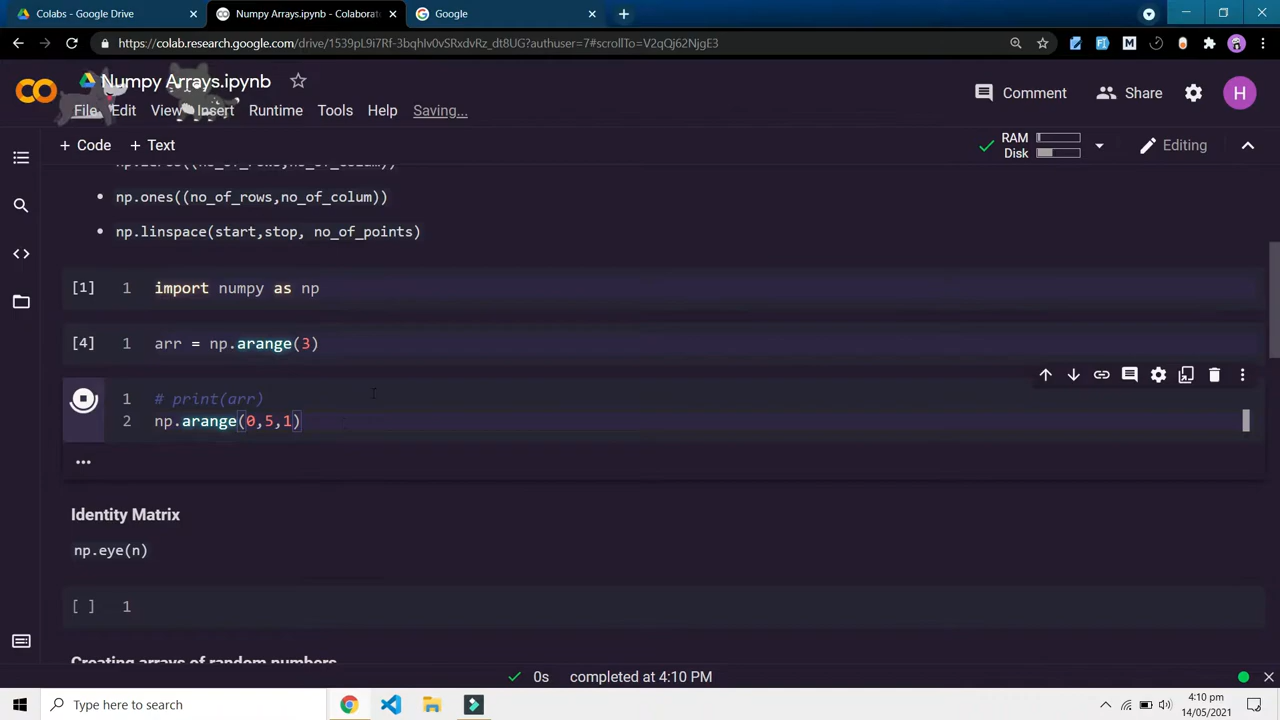 Colabs - Google Drive
Numpy Arrays.ipynb - Colaborat
Google
https://colab.research.google.com/drive/1539pL9i7Rf-3bqhIv0vSRxdvRz_dt8UG?authuser=7#scrollTo=V2qQj62NjgE3
Numpy Arrays.ipynb
Comment
Share
H
File Edit View Insert Runtime Tools Help Saving...
+ Code + Text
RAM
Disk
Editing
• np.ones((no_of_rows,no_of_colum))
• np.linspace(start,stop, no_of_points)
[1] 1 import numpy as np
[4] 1 arr = np.arange(3)
1 # print(arr)
2 np.arange(0,5,1)
...
Identity Matrix
np.eye(n)
[ ] 1
Creating arrays of random numbers
0s completed at 4:10 PM
Type here to search
4:10 pm
14/05/2021